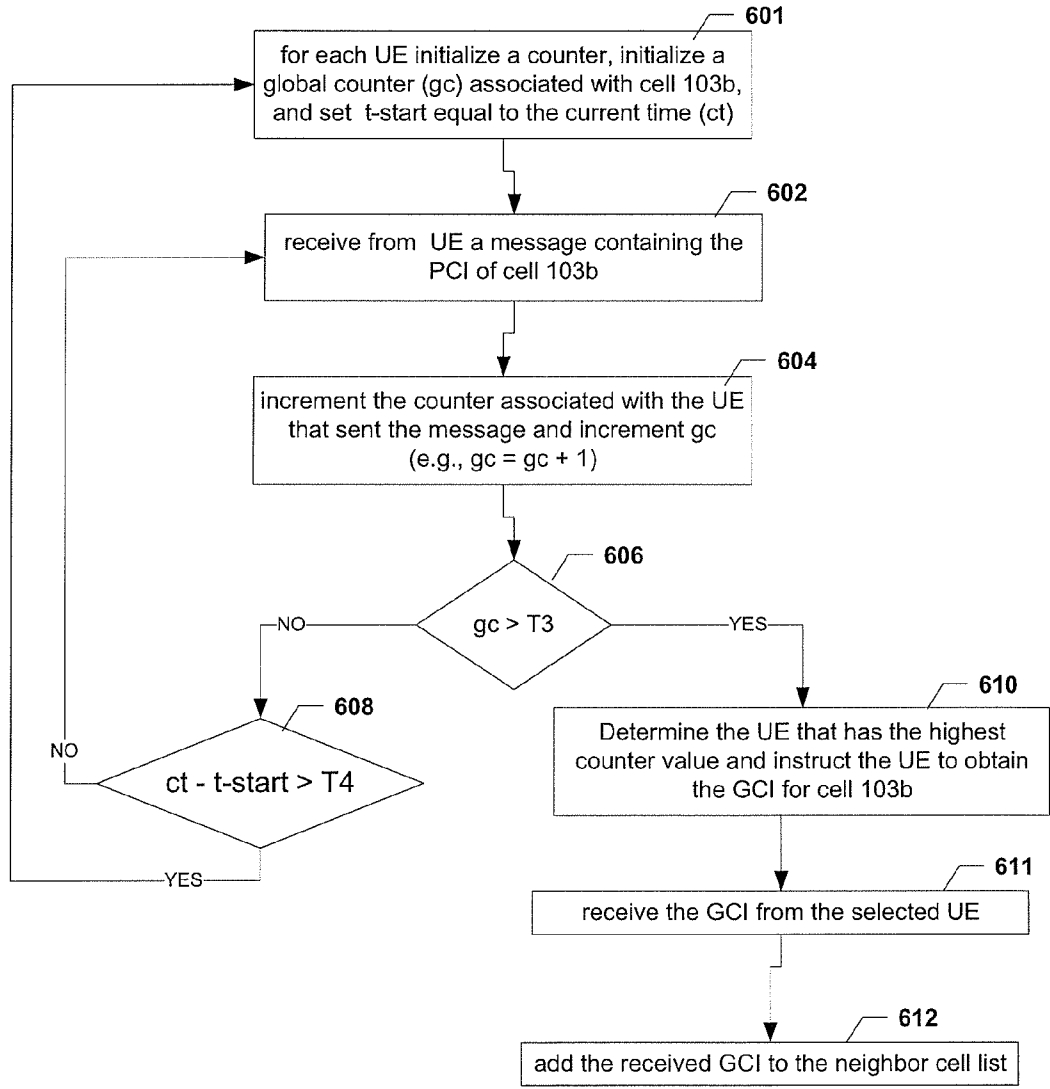 601
for each UE initialize a counter, initialize a
global counter (gc) associated with cell 103b,
and set t-start equal to the current time (ct)
602
receive from UE a message containing the
PCI of cell 103b
604
increment the counter associated with the UE
that sent the message and increment gc
(e.g., gc = gc + 1)
606
gc > T3
NO
YES
608
ct - t-start > T4
NO
YES
610
Determine the UE that has the highest
counter value and instruct the UE to obtain
the GCI for cell 103b
611
receive the GCI from the selected UE
612
add the received GCI to the neighbor cell list